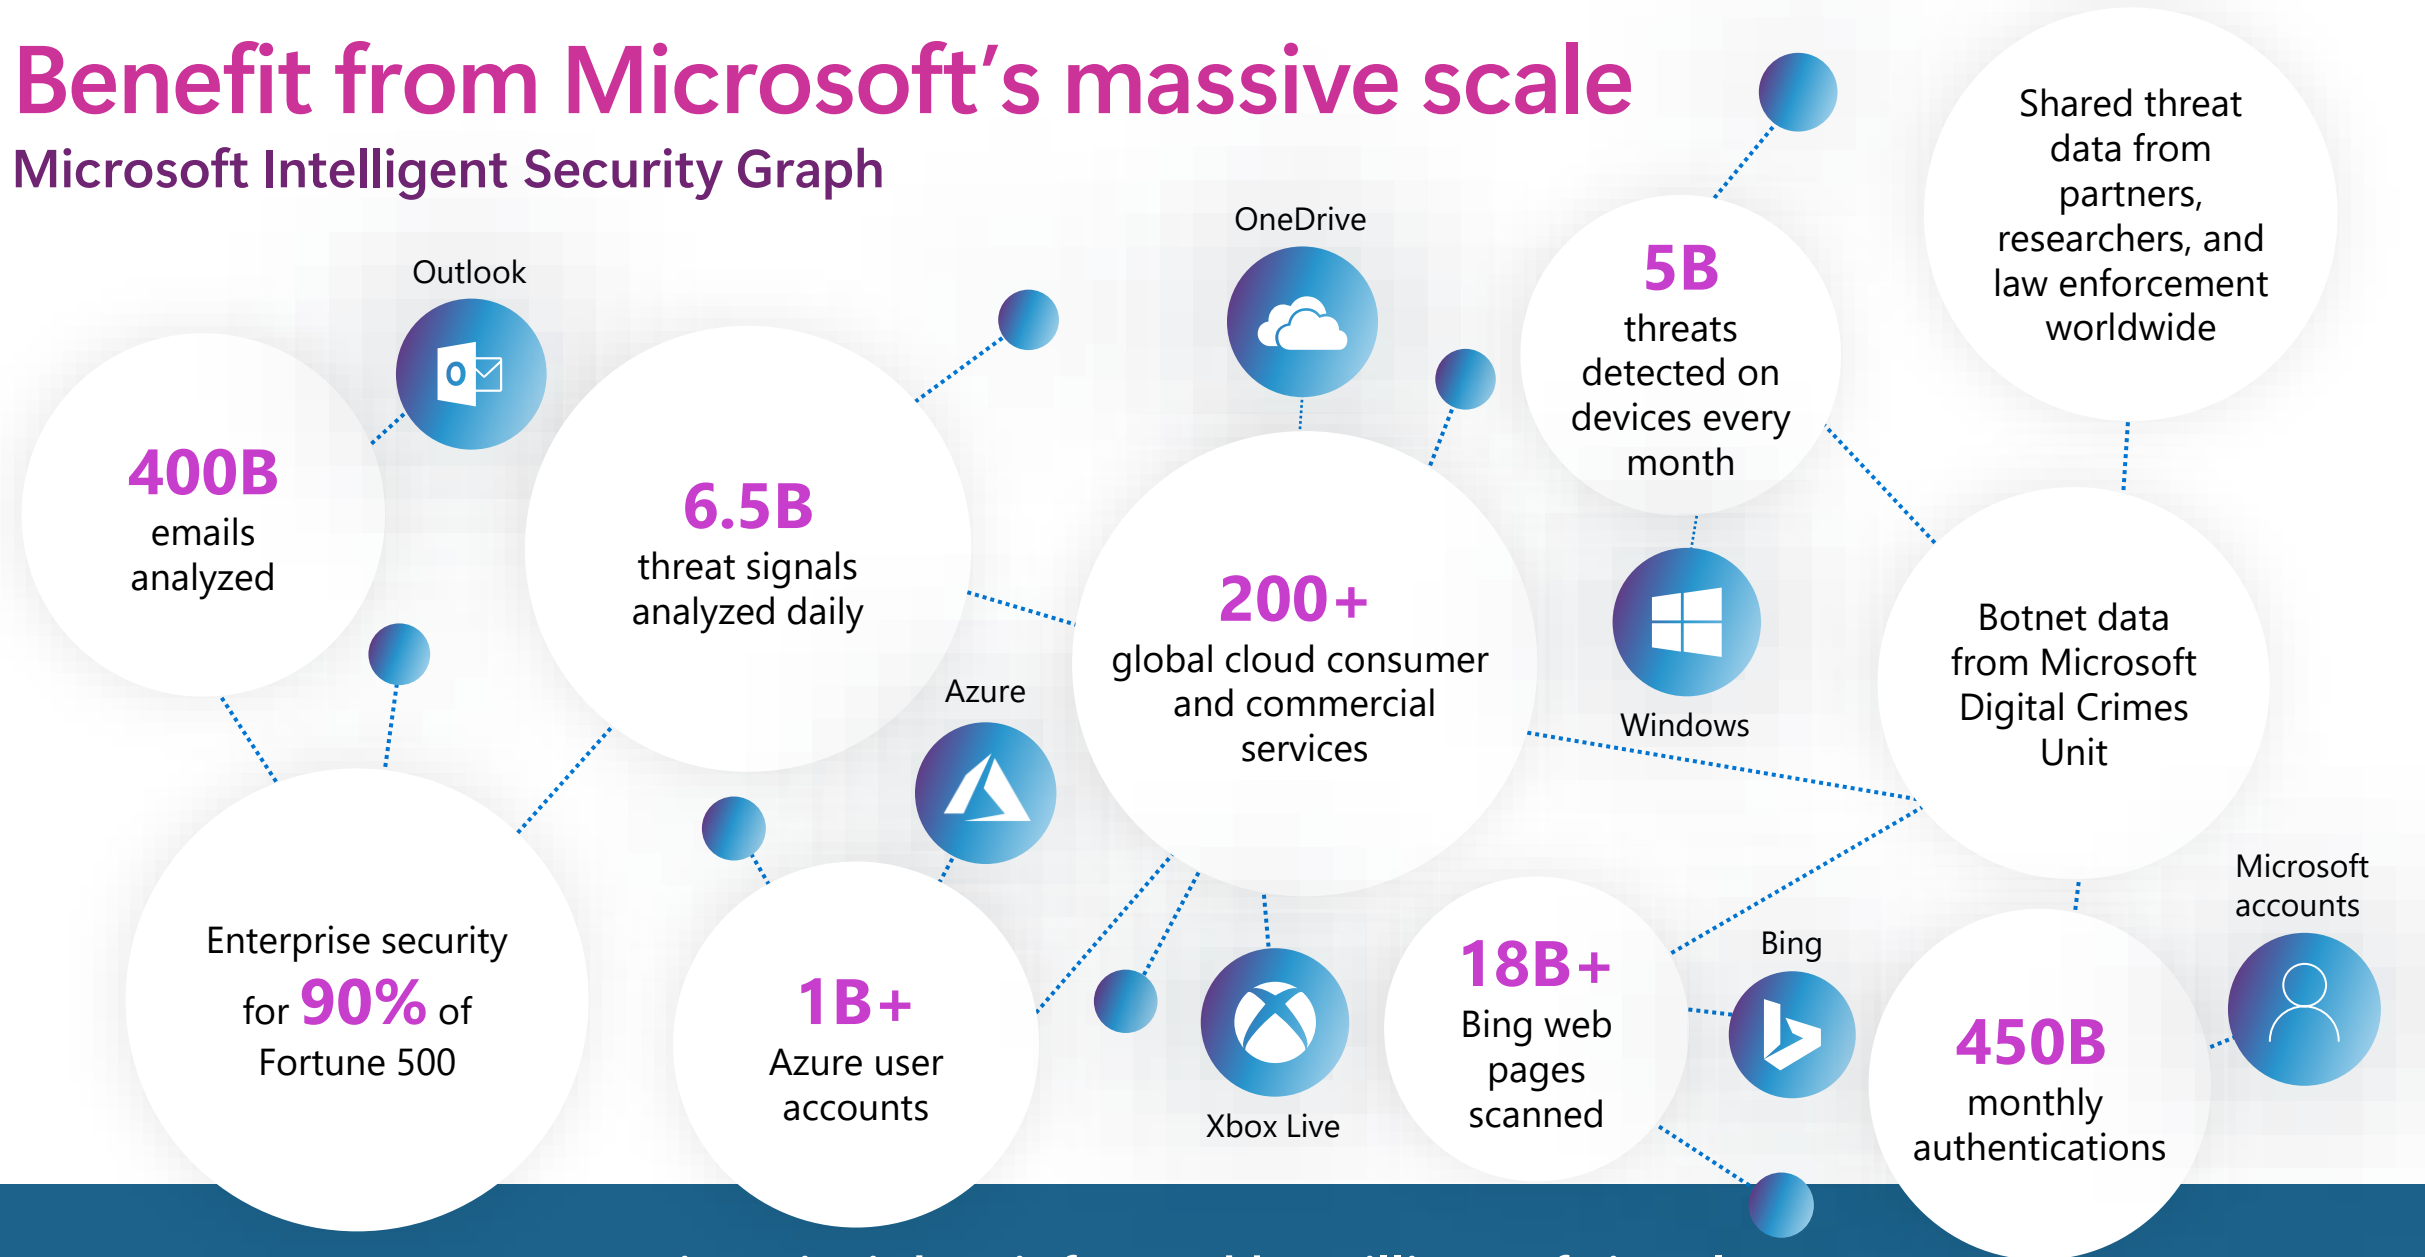 Benefit from Microsoft's massive scale
Microsoft Intelligent Security Graph
Outlook
400B
emails
analyzed
6.5B
threat signals
analyzed daily
OneDrive
200+
global cloud consumer
and commercial
services
5B
threats
detected on
devices every
month
Shared threat
data from
partners,
researchers, and
law enforcement
worldwide
Windows
Botnet data
from Microsoft
Digital Crimes
Unit
Enterprise security
for 90% of
Fortune 500
Azure
1B+
Azure user
accounts
Xbox Live
18B+
Bing web
pages
scanned
Bing
450B
monthly
authentications
Microsoft
accounts